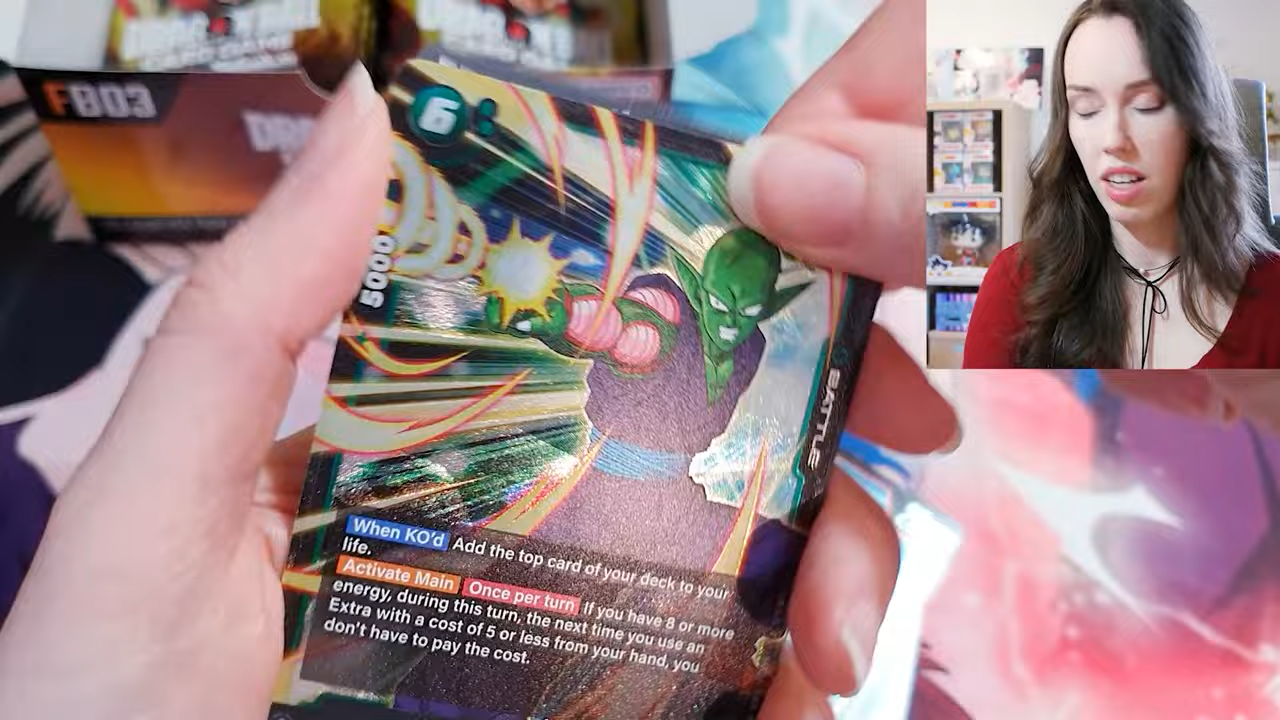 FB03
6
5000
BATTLE
When KO'd Add the top card of your deck to your
life.
Activate Main Once per turn If you have 8 or more
energy, during this turn, the next time you use an
Extra with a cost of 5 or less from your hand, you
don't have to pay the cost.